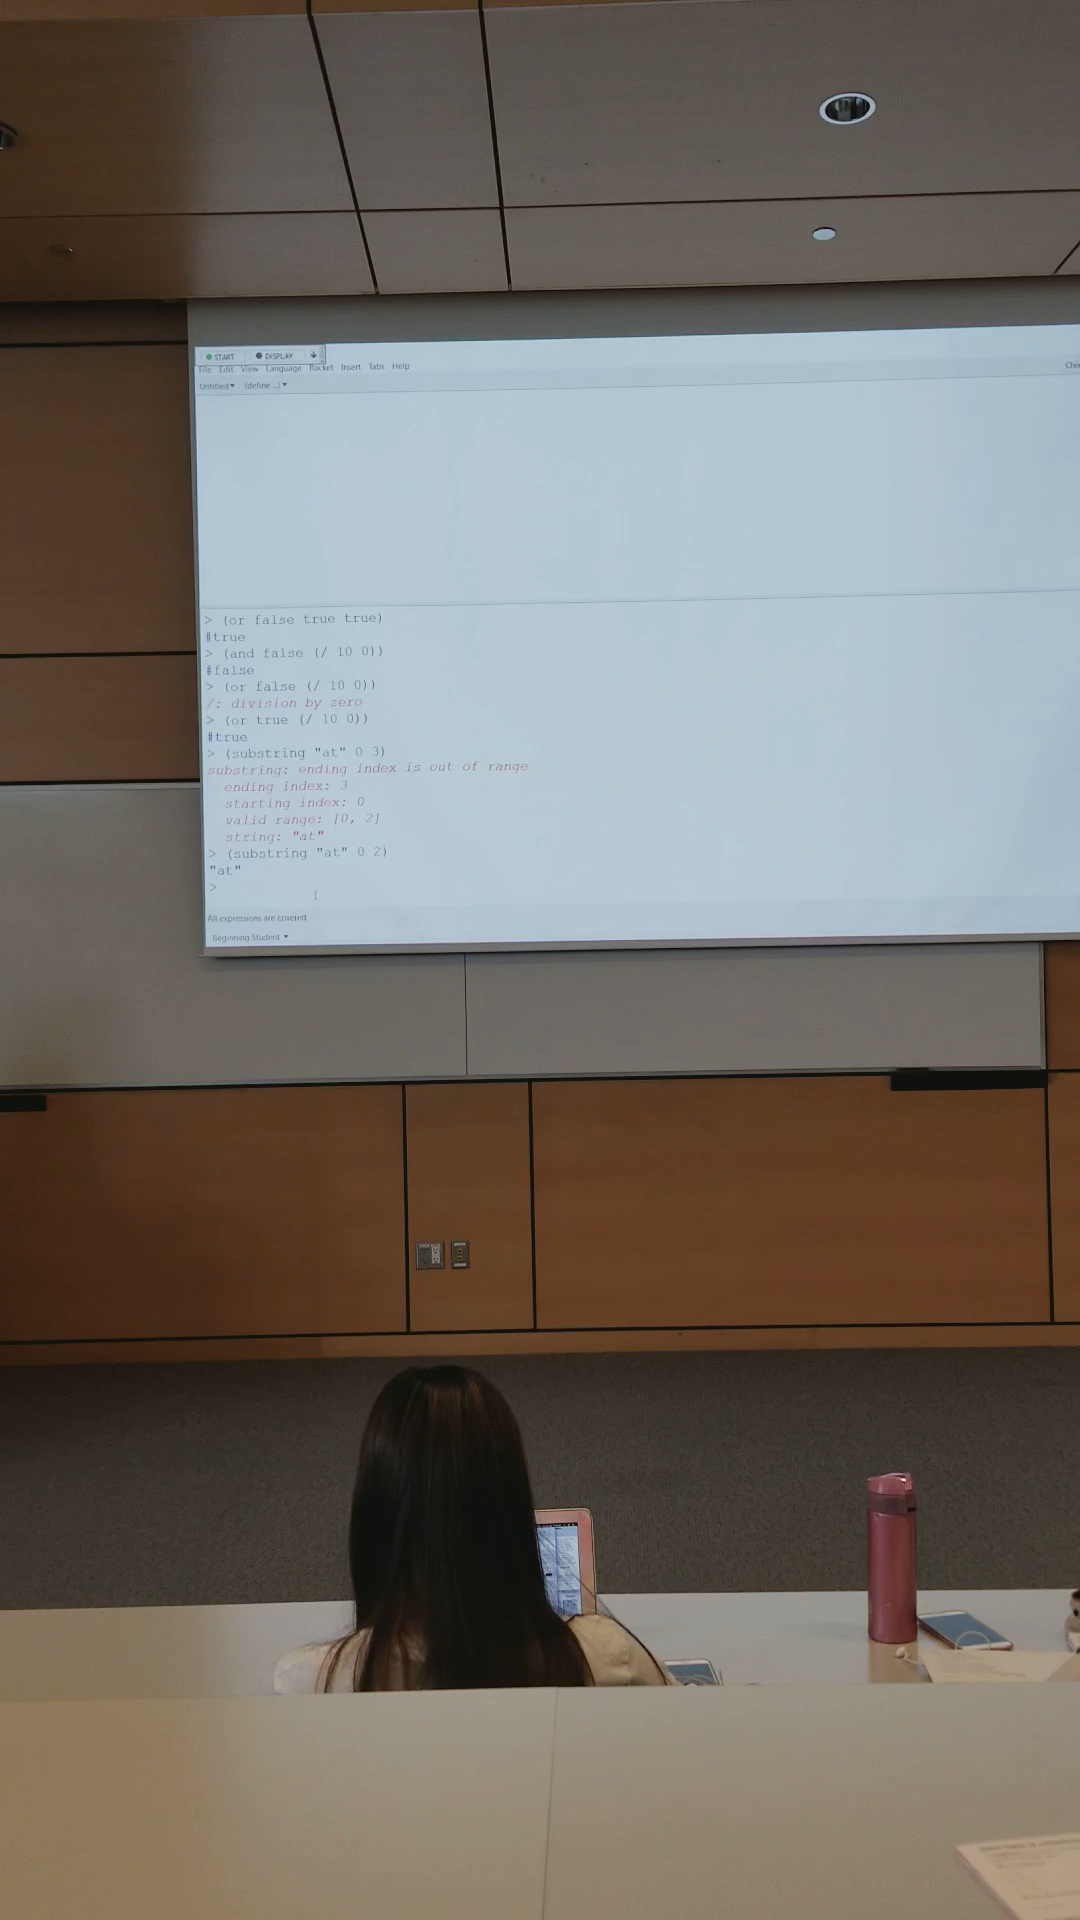 START DISPLAY
File Edit View Language Racket Insert Tabs Help
Untitled (define ...)
> (or false true true)
#true
> (and false (/ 10 0))
#false
> (or false (/ 10 0))
/: division by zero
> (or true (/ 10 0))
#true
> (substring "at" 0 3)
substring: ending index is out of range
ending index: 3
starting index: 0
valid range: [0, 2]
string: "at"
> (substring "at" 0 2)
"at"
>
All expressions are covered
Beginning Student